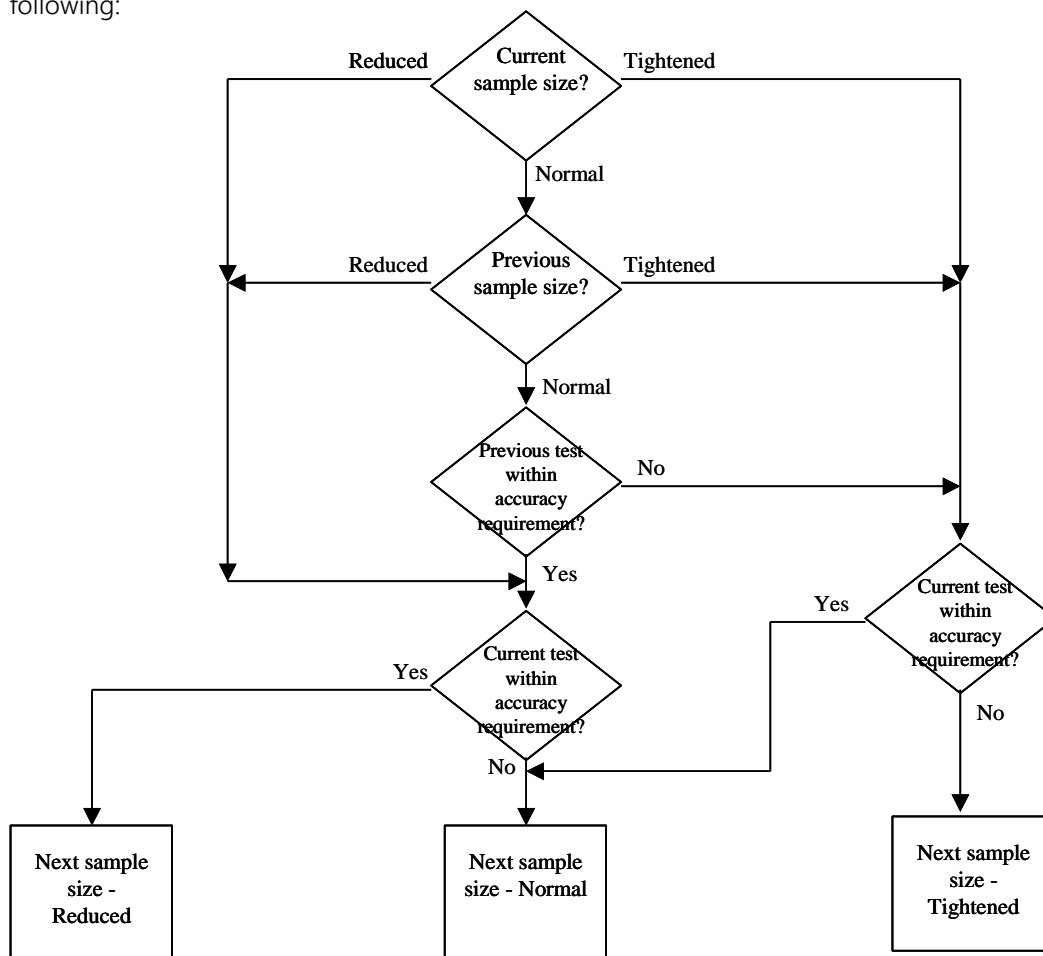 following:
Reduced
Current
sample size?
Tightened
Normal
Reduced
Previous
sample size?
Tightened
Normal
Previous test
within
accuracy
requirement?
No
Yes
Current test
within
accuracy
requirement?
Yes
No
Current test
within
accuracy
requirement?
Yes
No
Next sample
size -
Reduced
Next sample
size - Normal
Next sample
size -
Tightened